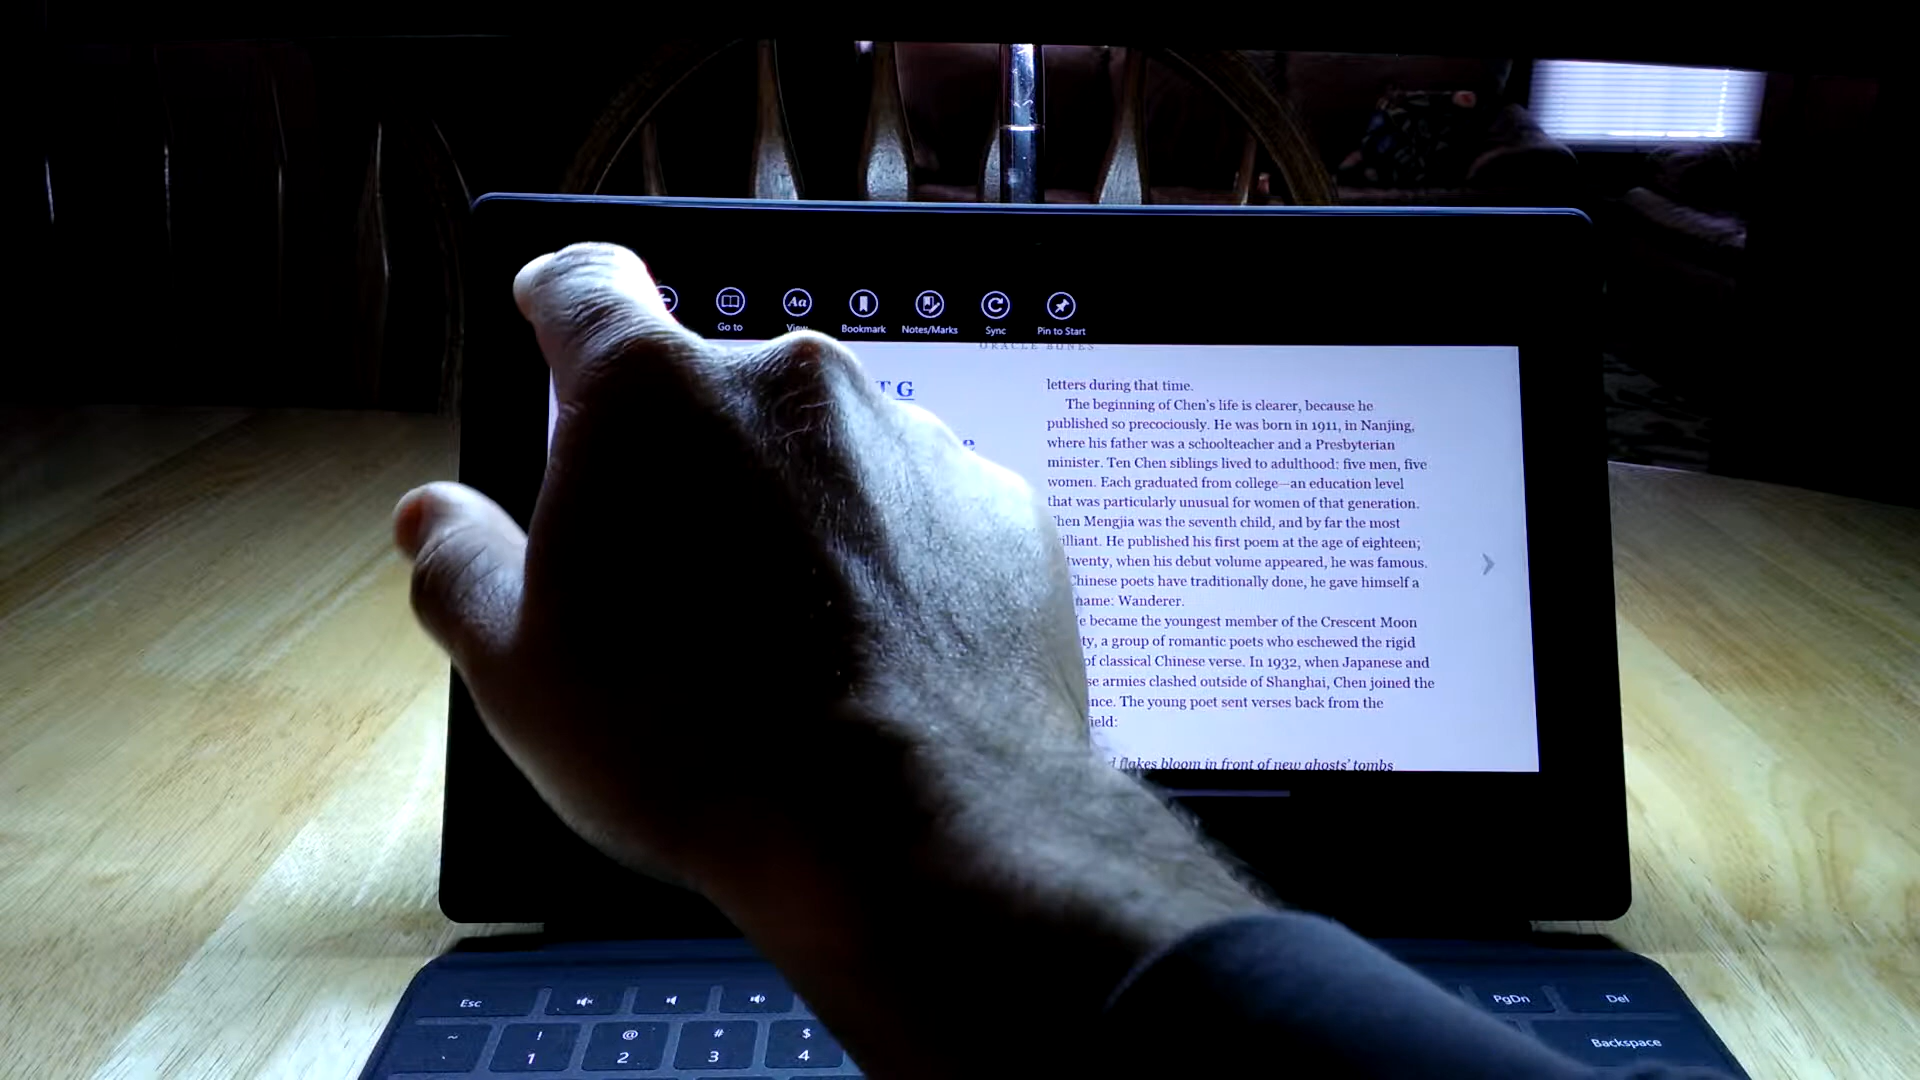 Go to
View
Bookmark
Notes/Marks
Sync
Pin to Start
ORACLE BONES
T G
e
letters during that time.
The beginning of Chen's life is clearer, because he
published so precociously. He was born in 1911, in Nanjing,
where his father was a schoolteacher and a Presbyterian
minister. Ten Chen siblings lived to adulthood: five men, five
women. Each graduated from college—an education level
that was particularly unusual for women of that generation.
Chen Mengjia was the seventh child, and by far the most
illiant. He published his first poem at the age of eighteen;
twenty, when his debut volume appeared, he was famous.
Chinese poets have traditionally done, he gave himself a
name: Wanderer.
e became the youngest member of the Crescent Moon
ty, a group of romantic poets who eschewed the rigid
of classical Chinese verse. In 1932, when Japanese and
se armies clashed outside of Shanghai, Chen joined the
nce. The young poet sent verses back from the
field:
d flakes bloom in front of new ghosts' tombs
Esc
PgDn
Del
~ ! @ # $
` 1 2 3 4
Backspace